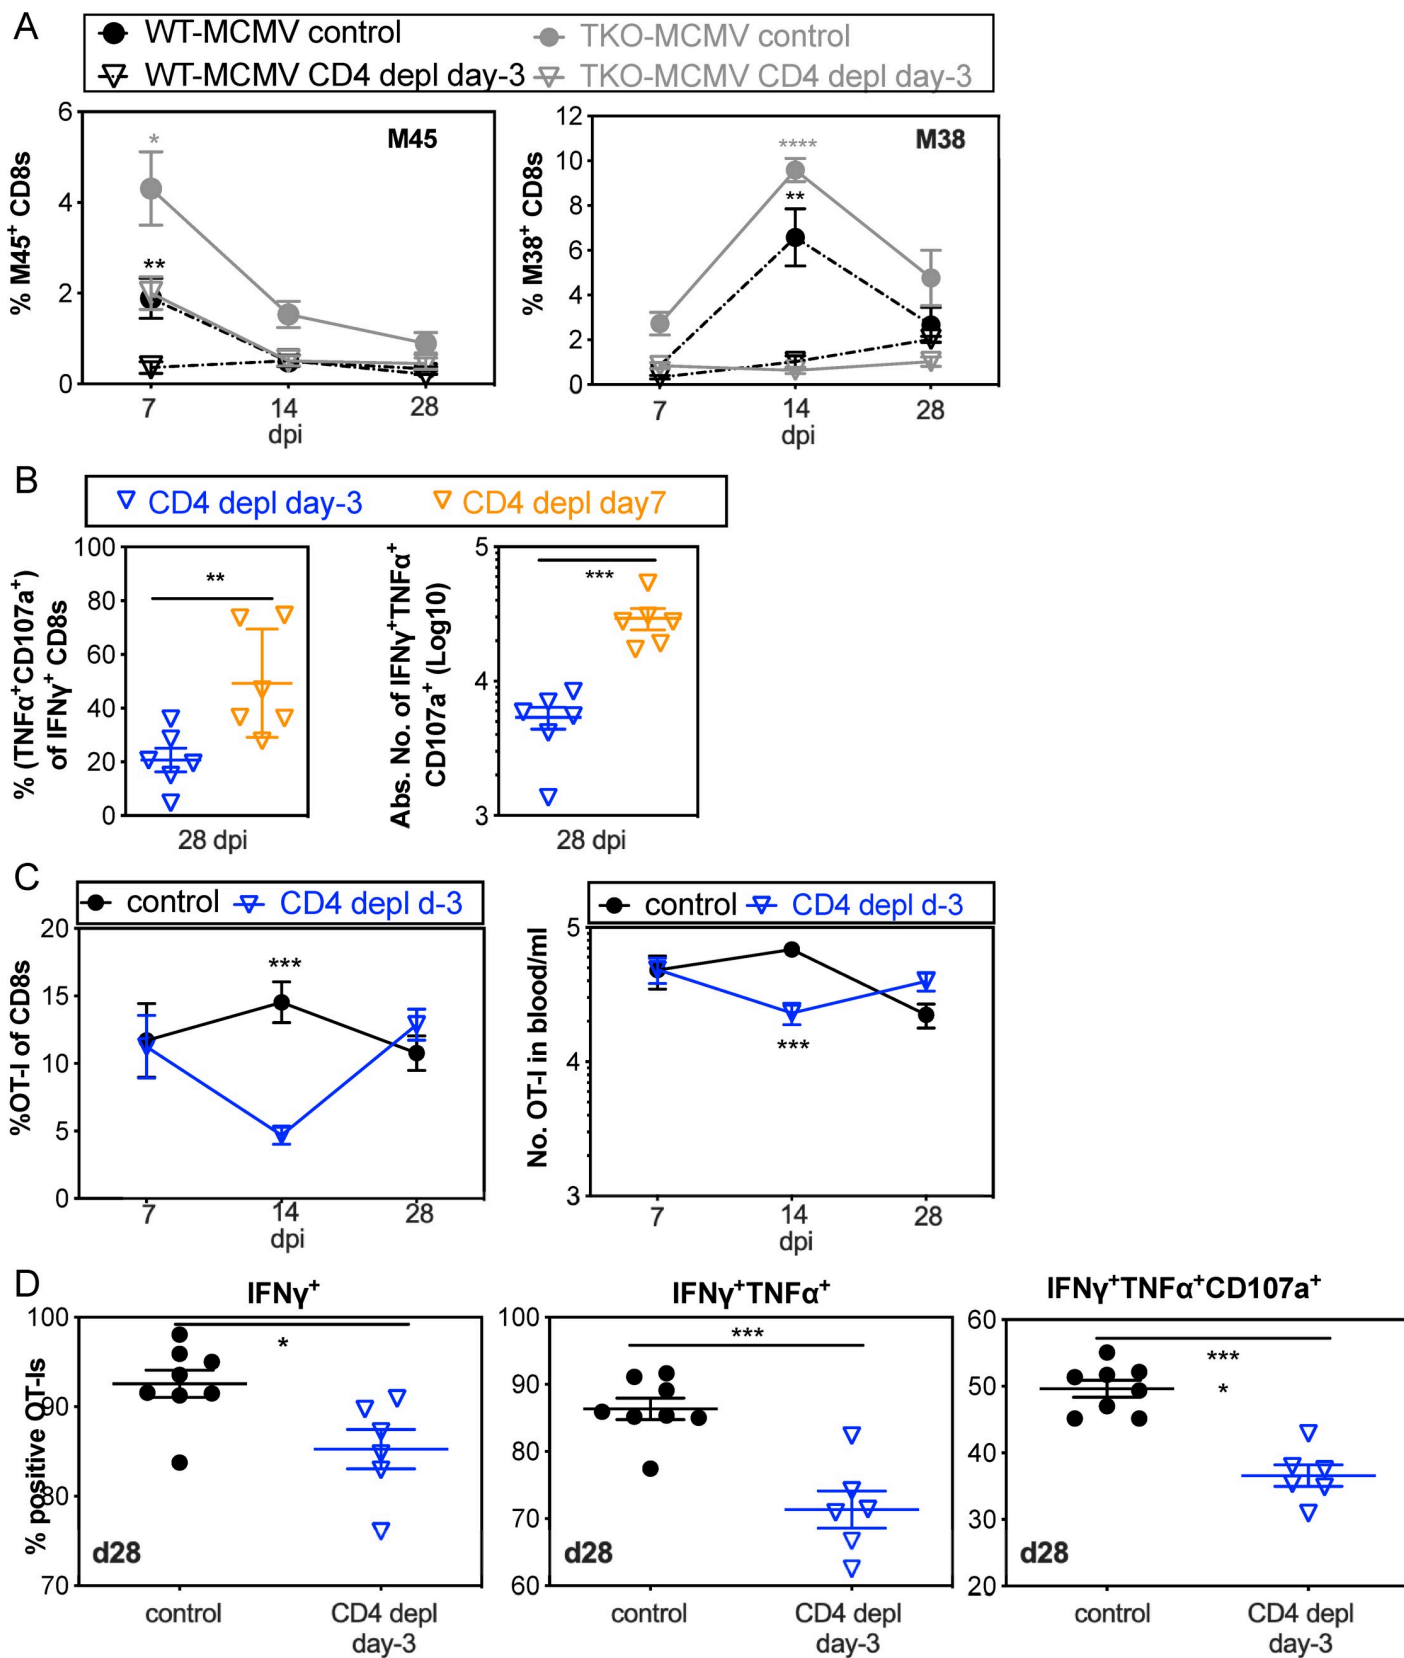 A
WT-MCMV control
TKO-MCMV control
WT-MCMV CD4 depl day-3
TKO-MCMV CD4 depl day-3
% M45+ CD8s
6
4
2
0
M45
*
**
7
14
28
dpi
% M38+ CD8s
12
10
8
6
4
2
0
M38
****
**
7
14
28
dpi
B
CD4 depl day-3
CD4 depl day7
% (TNFα+CD107a+)
of IFNγ+ CD8s
100
80
60
40
20
0
**
28 dpi
Abs. No. of IFNγ+TNFα+
CD107a+ (Log10)
5
4
3
***
28 dpi
C
control
CD4 depl d-3
%OT-I of CD8s
20
15
10
5
0
***
7
14
28
dpi
control
CD4 depl d-3
No. OT-I in blood/ml
5
4
3
***
7
14
28
dpi
D
% positive OT-Is
IFNγ+
100
90
80
70
*
d28
control
CD4 depl
day-3
IFNγ+TNFα+
100
90
80
70
60
***
d28
control
CD4 depl
day-3
IFNγ+TNFα+CD107a+
60
50
40
30
20
***
*
d28
control
CD4 depl
day-3